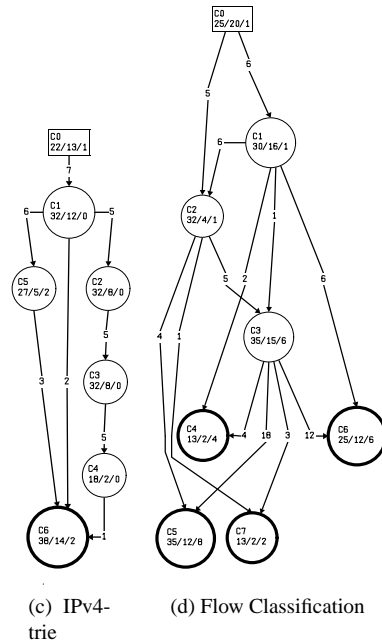 C0
25/20/1
5
6
C1
30/16/1
6
C2
32/4/1
2
1
6
5
4
1
C3
35/15/6
C4
13/2/4
4
18
3
12
C6
25/12/6
C5
35/12/8
C7
13/2/2
C0
22/13/1
7
C1
32/12/0
6
5
C5
27/5/2
C2
32/8/0
5
3
2
C3
32/8/0
5
C4
18/2/0
C6
38/14/2
1
(c) IPv4-
trie
(d) Flow Classification